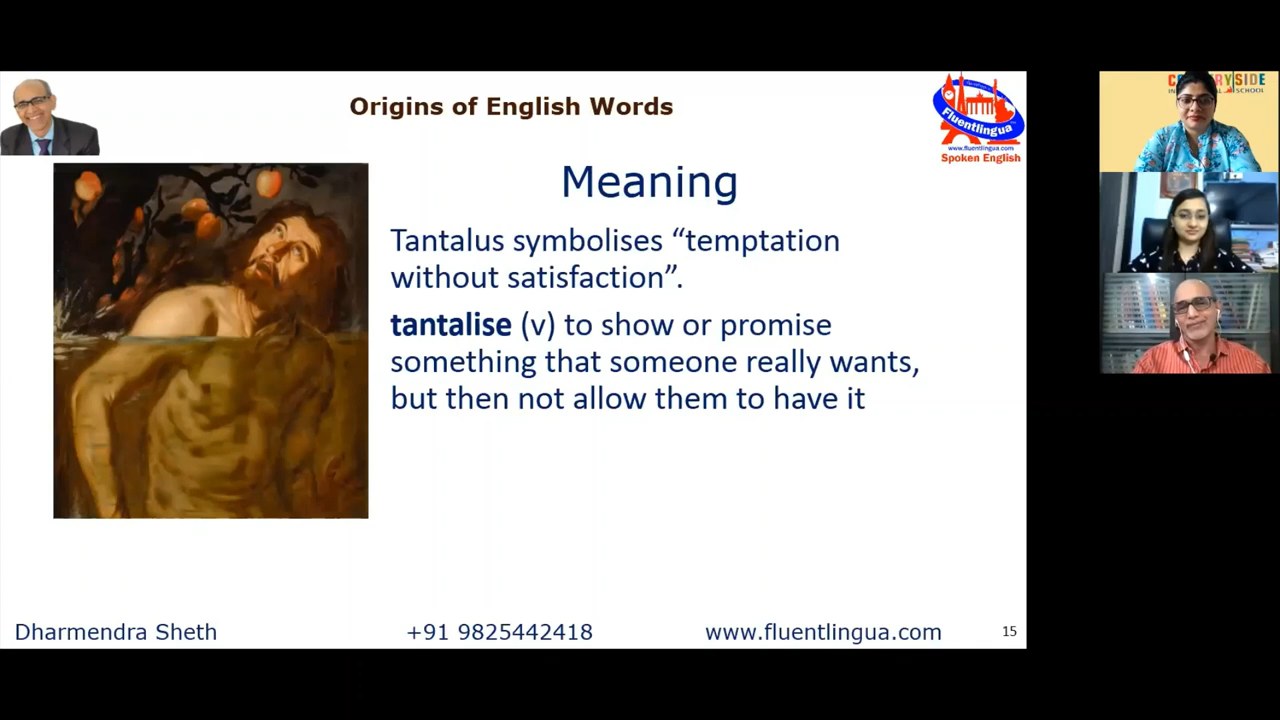 Origins of English Words
Fluentlingua
www.fluentlingua.com
Spoken English
Meaning
Tantalus symbolises “temptation
without satisfaction”.
tantalise (v) to show or promise
something that someone really wants,
but then not allow them to have it
Dharmendra Sheth
+91 9825442418
www.fluentlingua.com
15
SCHOOL